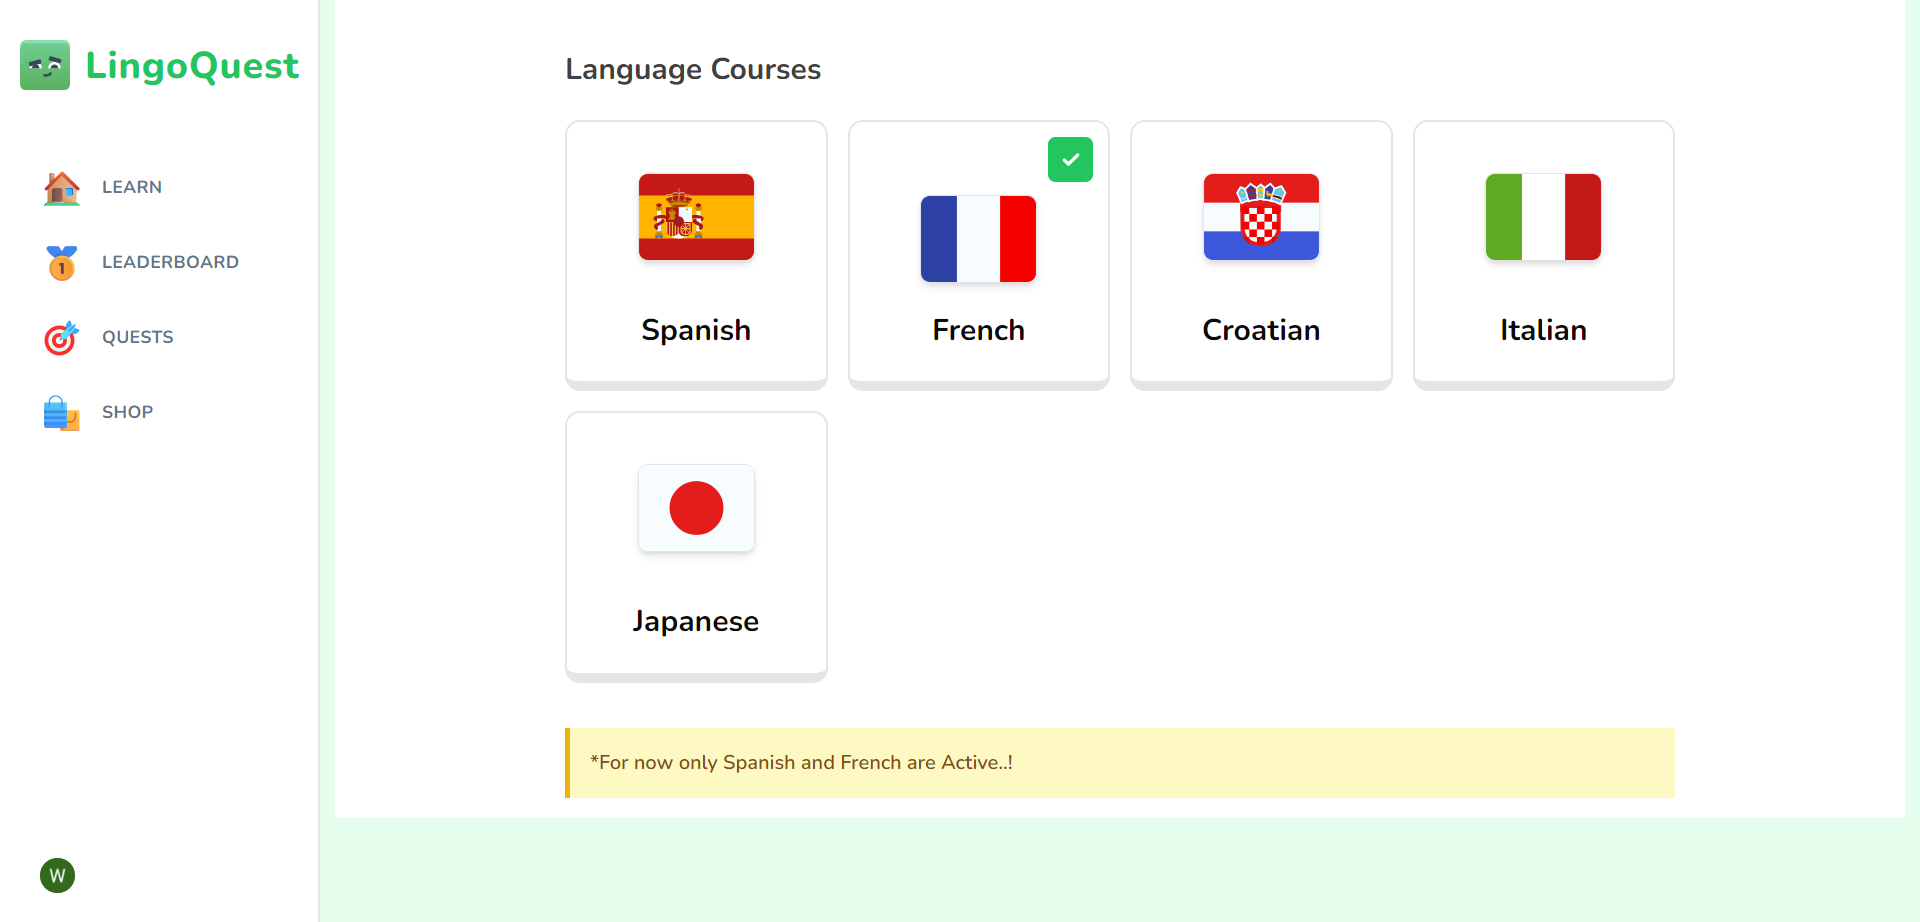 LingoQuest
LEARN
LEADERBOARD
QUESTS
SHOP
W
Language Courses
Spanish
French
Croatian
Italian
Japanese
*For now only Spanish and French are Active..!